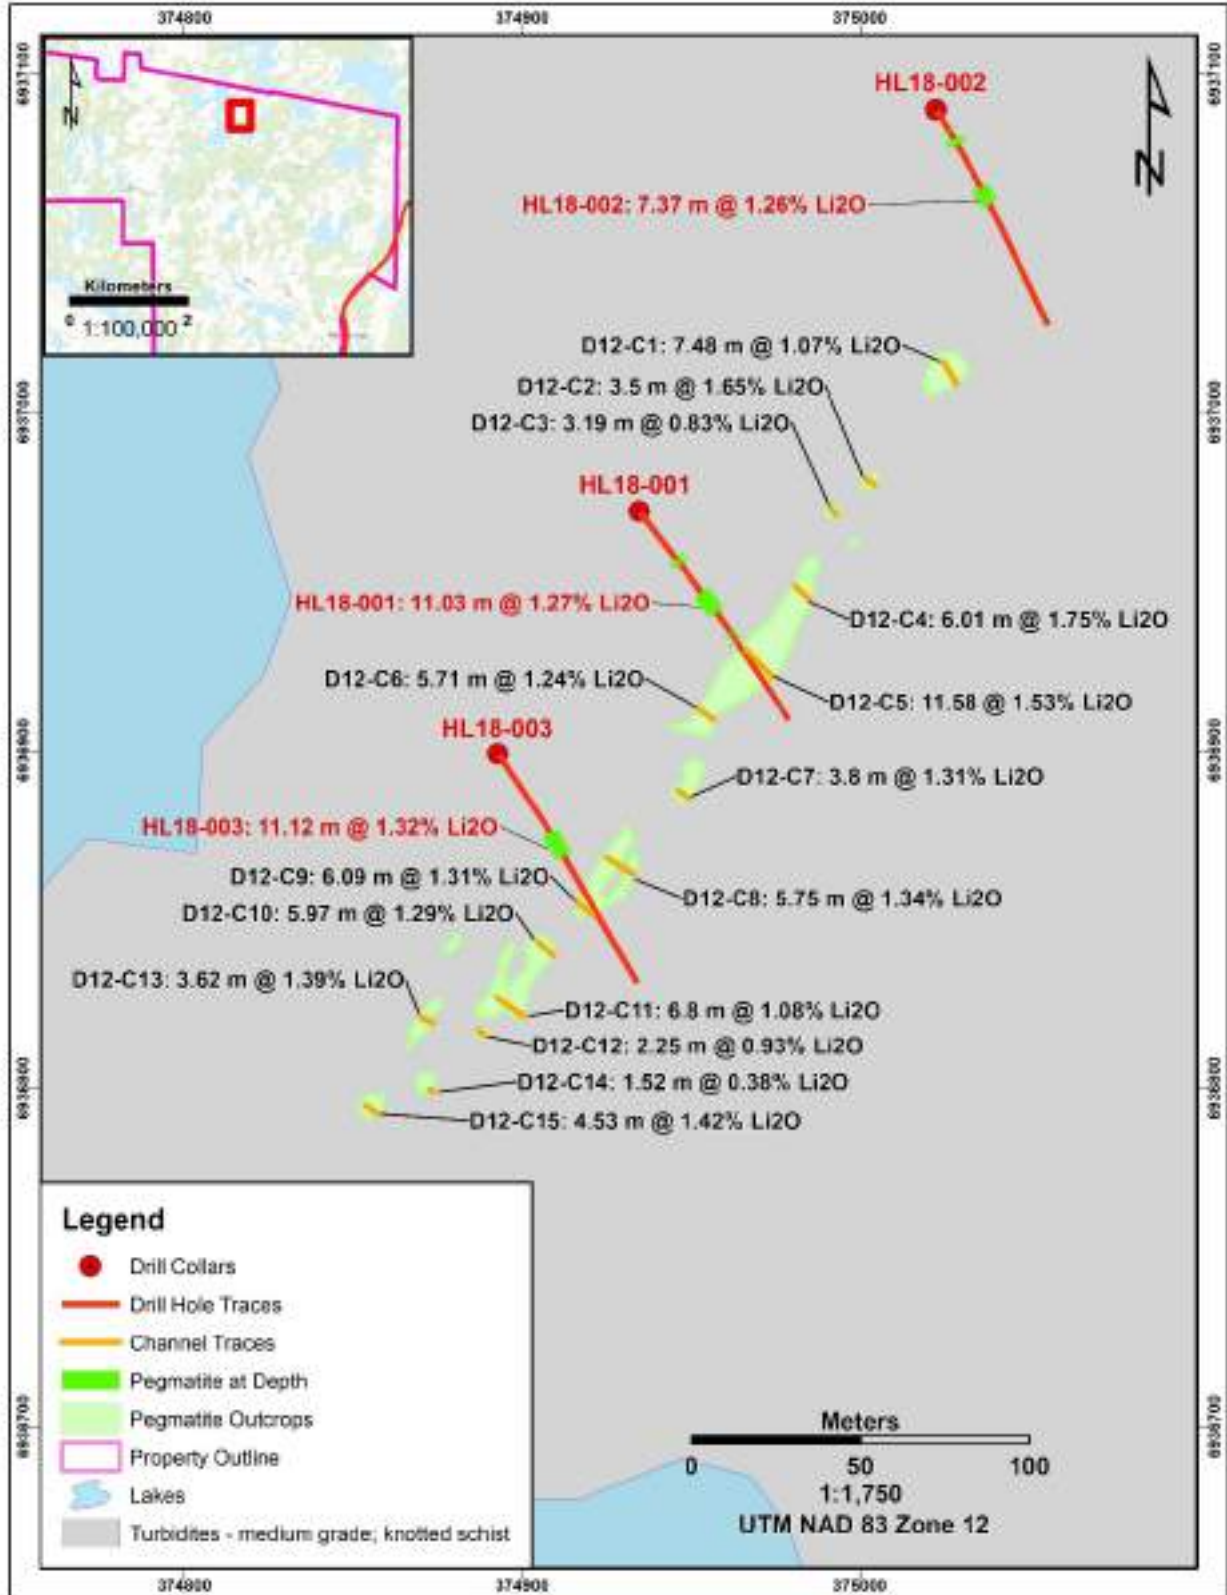 374800 374900 375000
6937100 6937100
N
Kilometers
0 2
1:100,000
N
HL18-002
HL18-002: 7.37 m @ 1.26% Li2O
D12-C1: 7.48 m @ 1.07% Li2O
D12-C2: 3.5 m @ 1.65% Li2O
6937000 6937000
D12-C3: 3.19 m @ 0.83% Li2O
HL18-001
HL18-001: 11.03 m @ 1.27% Li2O
D12-C4: 6.01 m @ 1.75% Li2O
D12-C6: 5.71 m @ 1.24% Li2O
D12-C5: 11.58 @ 1.53% Li2O
HL18-003
6936900 6936900
D12-C7: 3.8 m @ 1.31% Li2O
HL18-003: 11.12 m @ 1.32% Li2O
D12-C9: 6.09 m @ 1.31% Li2O
D12-C8: 5.75 m @ 1.34% Li2O
D12-C10: 5.97 m @ 1.29% Li2O
D12-C13: 3.62 m @ 1.39% Li2O
D12-C11: 6.8 m @ 1.08% Li2O
D12-C12: 2.25 m @ 0.93% Li2O
6936800 6936800
D12-C14: 1.52 m @ 0.38% Li2O
D12-C15: 4.53 m @ 1.42% Li2O
Legend
Drill Collars
Drill Hole Traces
Channel Traces
Pegmatite at Depth
Pegmatite Outcrops
Property Outline
Lakes
Turbidites - medium grade; knotted schist
6936700 6936700
Meters
0 50 100
1:1,750
UTM NAD 83 Zone 12
374800 374900 375000